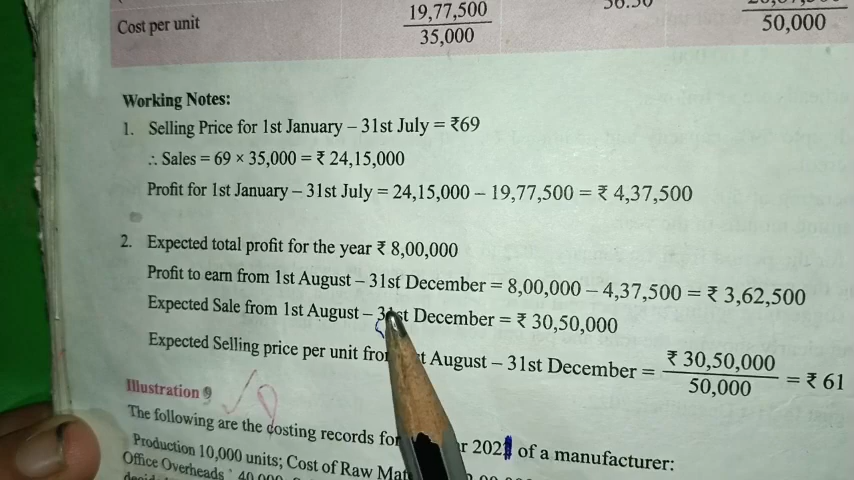 Cost per unit
19,77,500
35,000
50,000
Working Notes:
1. Selling Price for 1st January – 31st July = ₹69
∴ Sales = 69 × 35,000 = ₹ 24,15,000
Profit for 1st January – 31st July = 24,15,000 – 19,77,500 = ₹ 4,37,500
2. Expected total profit for the year ₹ 8,00,000
Profit to earn from 1st August – 31st December = 8,00,000 – 4,37,500 = ₹ 3,62,500
Expected Sale from 1st August – 31st December = ₹ 30,50,000
Expected Selling price per unit August – 31st December = ₹ 30,50,000 / 50,000 = ₹ 61
Illustration 9
The following are the costing records for of a manufacturer:
Production 10,000 units; Cost of Raw
Office Overheads